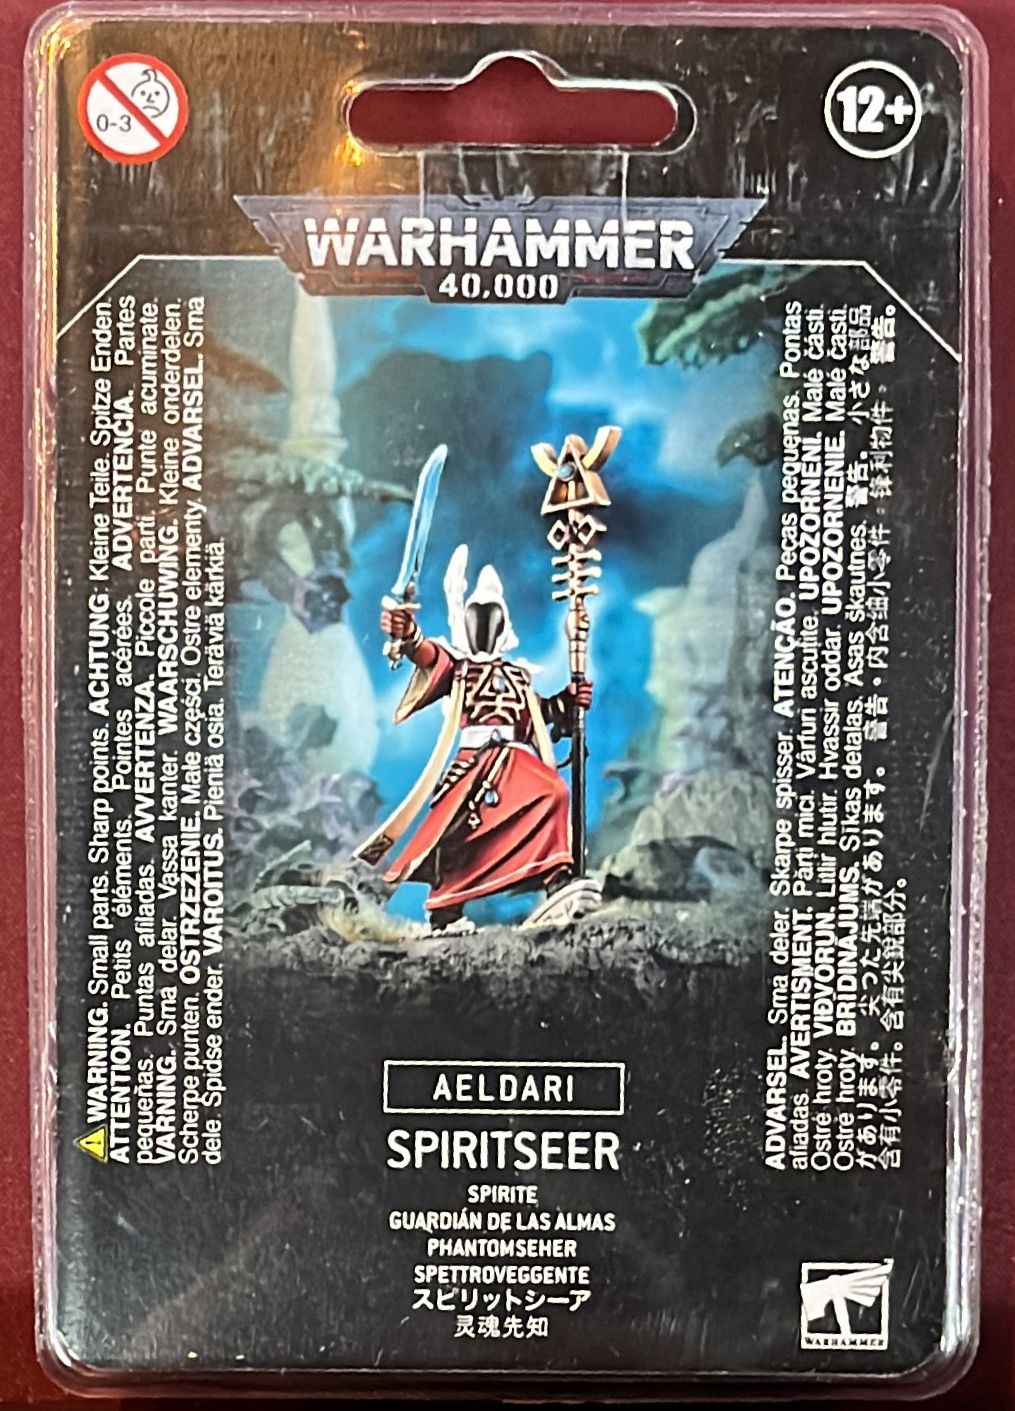 0-3
12+
WARHAMMER
40,000
⚠WARNING. Small parts. Sharp points. ACHTUNG: Kleine Teile. Spitze Enden.
ATTENTION. Petits éléments. Pointes acérées. ADVERTENCIA. Partes
pequeñas. Puntas afiladas. AVVERTENZA. Piccole parti. Punte acuminate.
VARNING. Sma delar. Vassa kanter. WAARSCHUWING. Kleine onderdelen.
Scherpe punten. OSTRZEŻENIE. Małe części. Ostre elementy. ADVARSEL. Sma
dele. Spidse ender. VAROITUS. Pieniä osia. Teräviä kärkiä.
ADVARSEL. Sma deler. Skarpe spisser. ATENÇÃO. Peças pequenas. Pontas
afiadas. AVERTISMENT. Părți mici. Vârfuri ascuțite. UPOZORNĚNÍ. Malé části.
Ostré hroty. VIÐVÖRUN. Litlir hlutir. Hvassir oddar. UPOZORNENIE. Malé časti.
Ostré hroty. BRĪDINĀJUMS. Sīkas detaļas. Asas šķautnes. 警告。小さな部品
があります。尖った先端があります。警告。内含细小零件。锋利物件。警告。
含有小零件。含有尖銳部分。
AELDARI
SPIRITSEER
SPIRITE
GUARDIÁN DE LAS ALMAS
PHANTOMSEHER
SPETTROVEGGENTE
スピリットシーア
灵魂先知
WARHAMMER